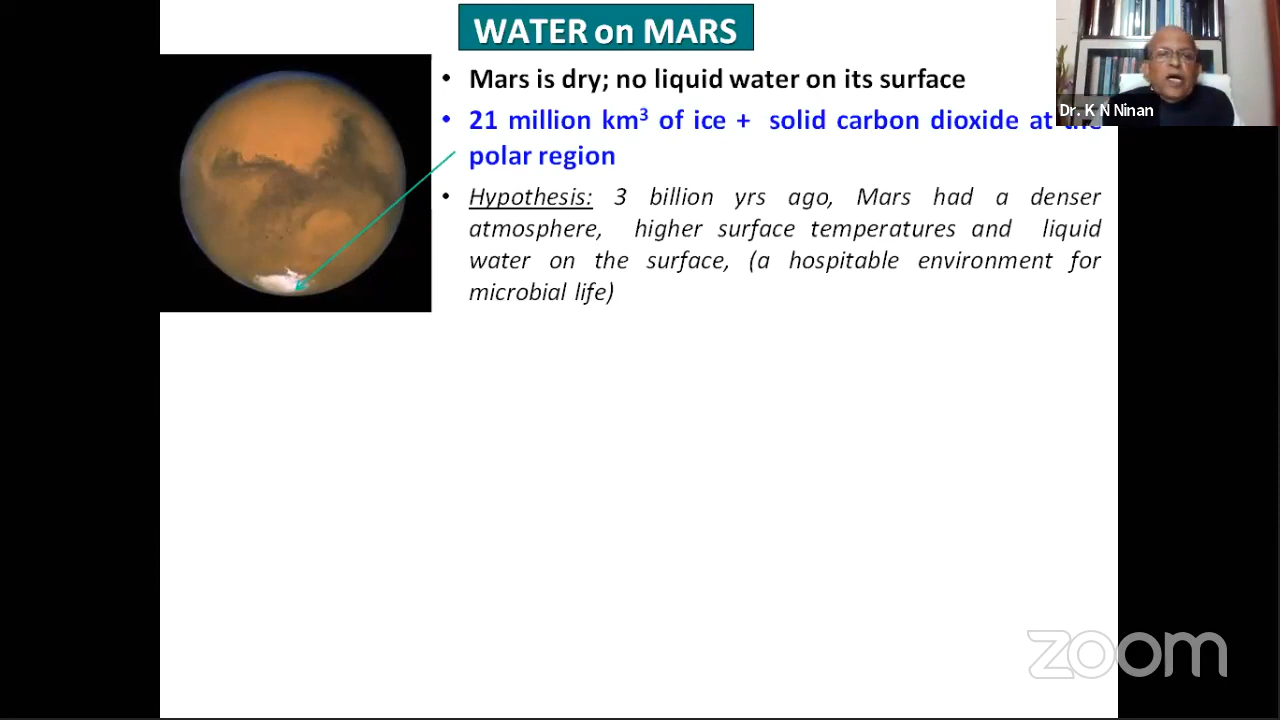 WATER on MARS
• Mars is dry; no liquid water on its surface
• 21 million km³ of ice + solid carbon dioxide at the
polar region
• Hypothesis: 3 billion yrs ago, Mars had a denser
atmosphere, higher surface temperatures and liquid
water on the surface, (a hospitable environment for
microbial life)
Dr. K N Ninan
zoom